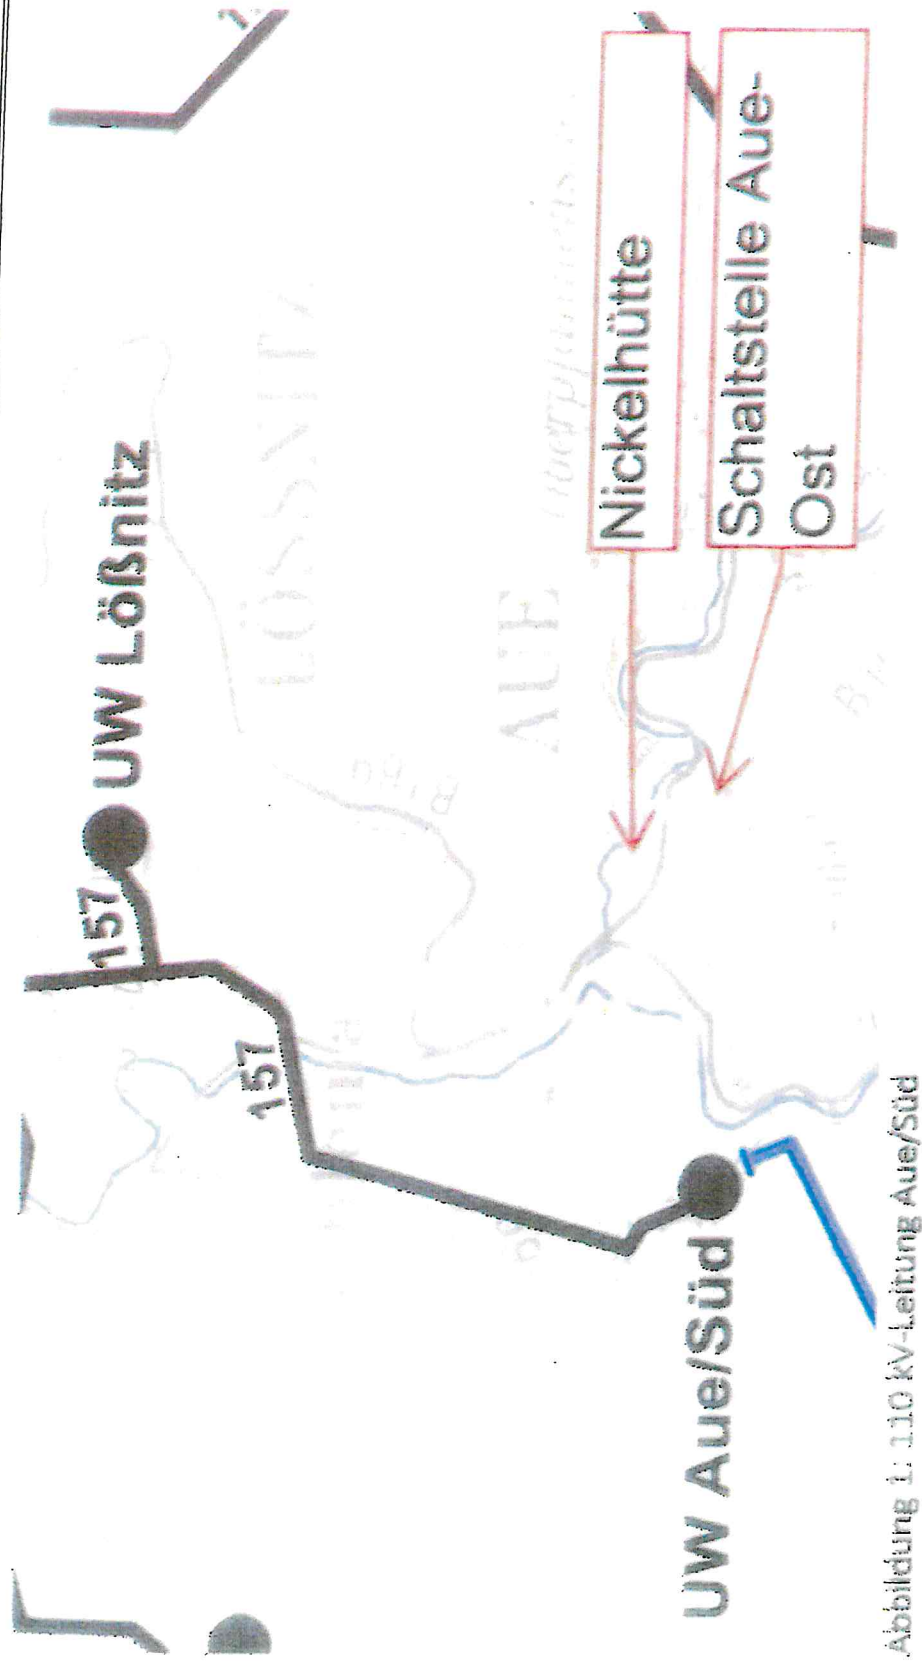 157
UW Lößnitz
157
LÖSSNITZ
AUE
Nickelhütte
Schaltstelle Aue-
Ost
UW Aue/Süd
Abbildung 1: 110 kV-Leitung Aue/Süd